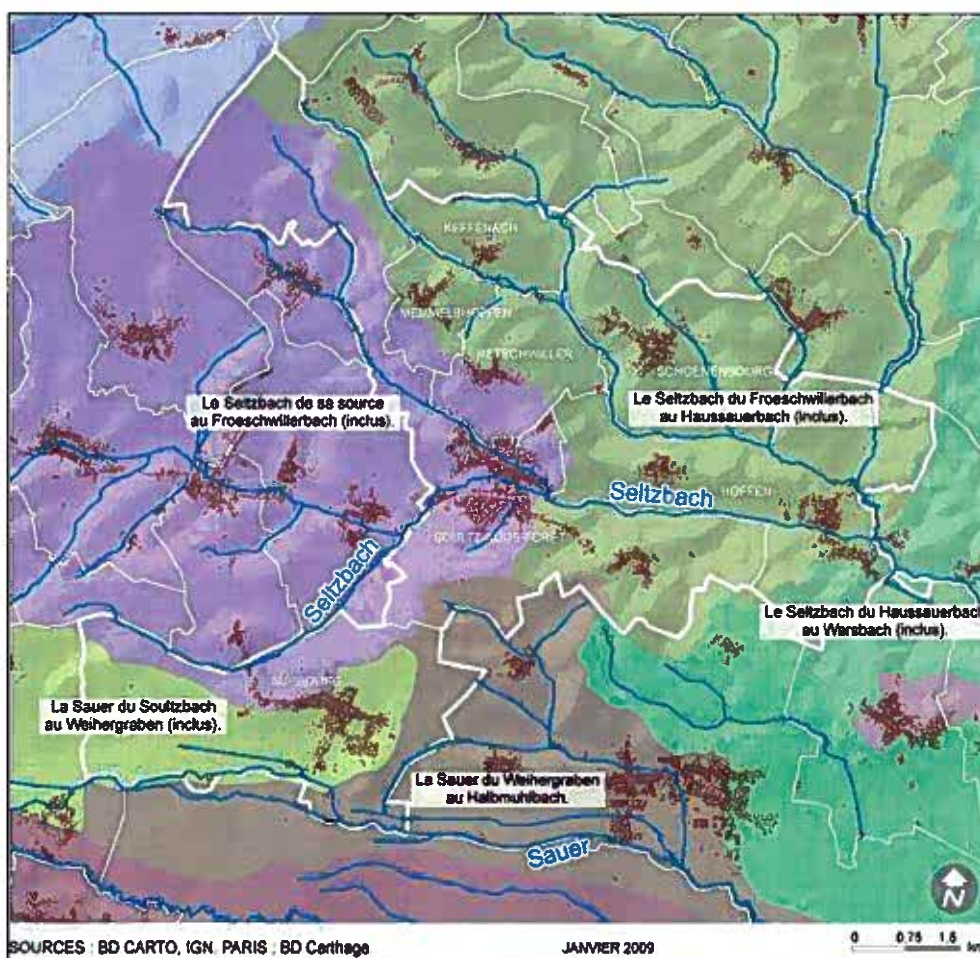 KEFFENACH
MEMMELSHOFFEN
RETSCHWILLER
SCHOENENBOURG
Le Seltzbach de sa source
au Froeschwillerbach (inclus).
Le Seltzbach du Froeschwillerbach
au Haussauerbach (inclus).
HOFFEN
Seltzbach
SOULTZ-SOUS-FORET
Seltzbach
Le Seltzbach du Haussauerbach
au Warsbach (inclus).
SURBOURG
La Sauer du Soultzbach
au Weihergraben (inclus).
La Sauer du Weihergraben
au Halbmuhlbach.
Sauer
N
SOURCES : BD CARTO, IGN. PARIS ; BD Carthage
JANVIER 2009
0 0.75 1.5
km